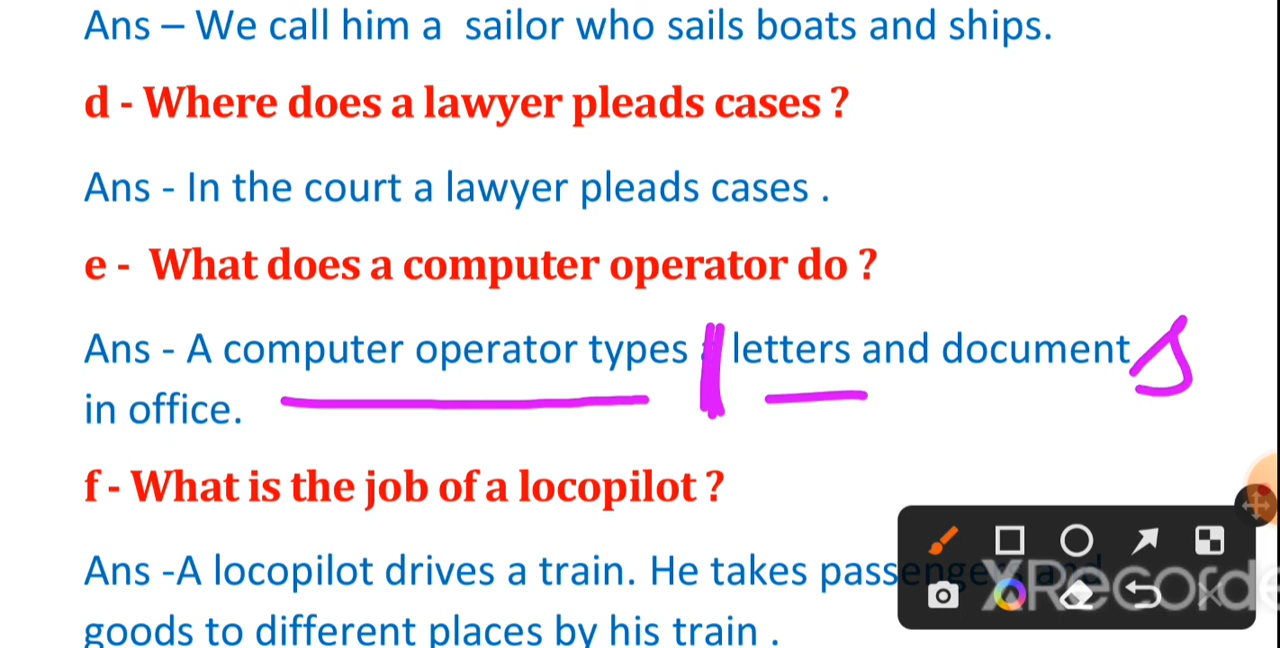 Ans – We call him a sailor who sails boats and ships.
d - Where does a lawyer pleads cases ?
Ans - In the court a lawyer pleads cases .
e - What does a computer operator do ?
Ans - A computer operator types letters and document s
in office.
f - What is the job of a locopilot ?
Ans -A locopilot drives a train. He takes
goods to different places by his train .